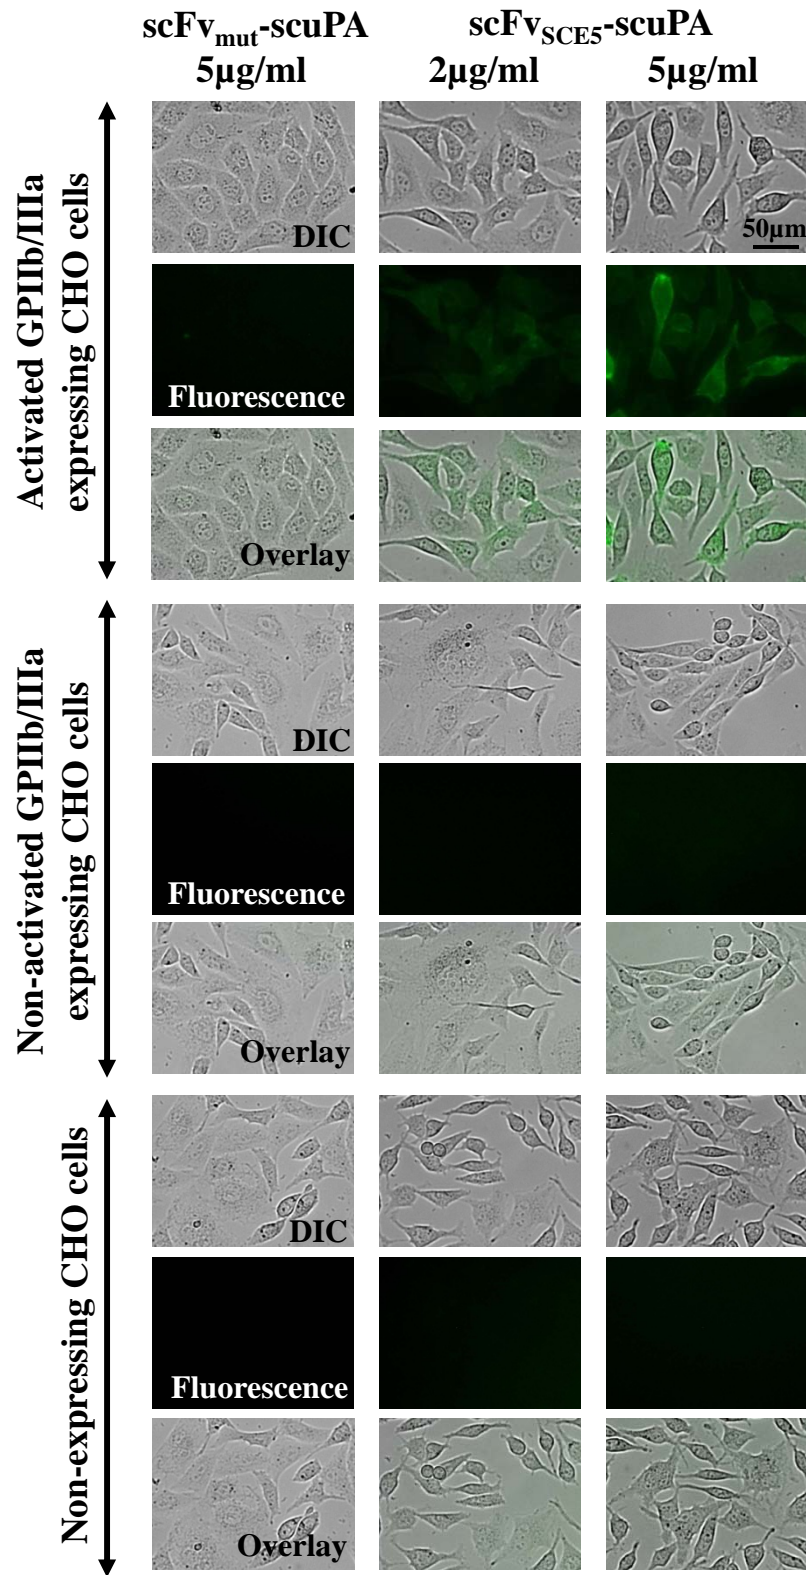 scFvmut-scuPA
5µg/ml
scFvSCE5-scuPA
2µg/ml
5µg/ml
Activated GPIIb/IIIa
expressing CHO cells
DIC
50µm
Fluorescence
Overlay
Non-activated GPIIb/IIIa
expressing CHO cells
DIC
Fluorescence
Overlay
Non-expressing CHO cells
DIC
Fluorescence
Overlay